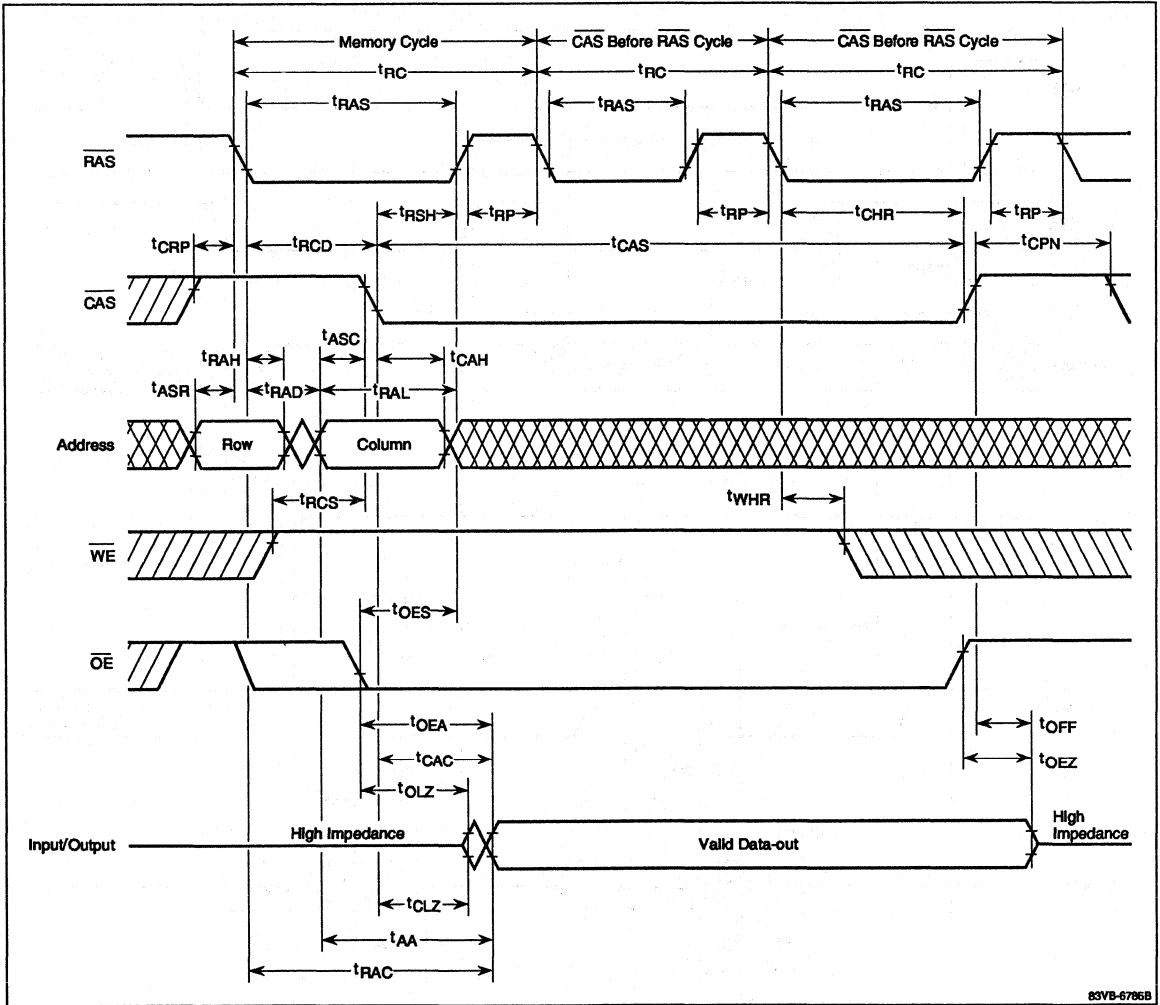 Memory Cycle
CAS Before RAS Cycle
CAS Before RAS Cycle
tRC
tRC
tRC
tRAS
tRAS
tRAS
RAS
tRSH
tRP
tRP
tCHR
tRP
tCRP
tRCD
tCAS
tCPN
CAS
tASC
tRAH
tCAH
tASR
tRAD
tRAL
Address
Row
Column
tRCS
tWHR
WE
tOES
OE
tOEA
tOFF
tCAC
tOEZ
tOLZ
High Impedance
High
Impedance
Input/Output
Valid Data-out
tCLZ
tAA
tRAC
83VB-6786B